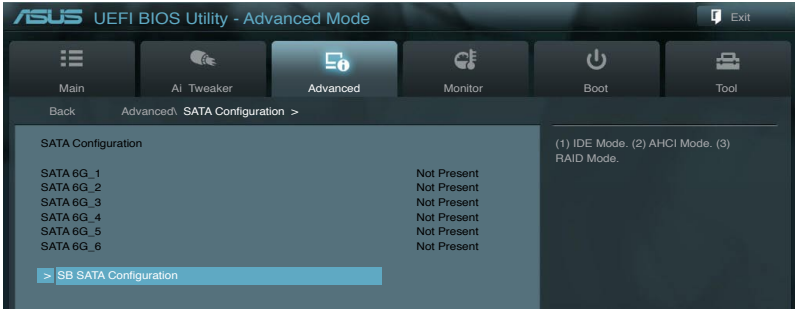 ASUS UEFI BIOS Utility - Advanced Mode Exit
Main Ai Tweaker Advanced Monitor Boot Tool
Back Advanced\ SATA Configuration >
SATA Configuration
SATA 6G_1 Not Present
SATA 6G_2 Not Present
SATA 6G_3 Not Present
SATA 6G_4 Not Present
SATA 6G_5 Not Present
SATA 6G_6 Not Present
> SB SATA Configuration
(1) IDE Mode. (2) AHCI Mode. (3)
RAID Mode.